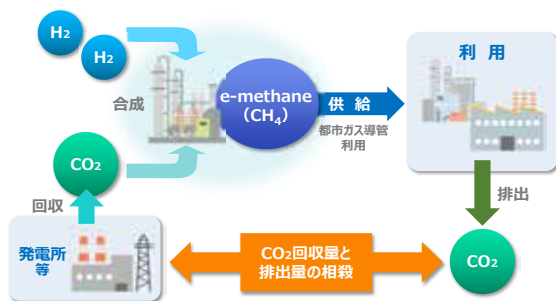 H₂
H₂
合成
e-methane
（CH₄）
供給
都市ガス導管
利用
利用
CO₂
回収
排出
発電所
等
CO₂回収量と
排出量の相殺
CO₂